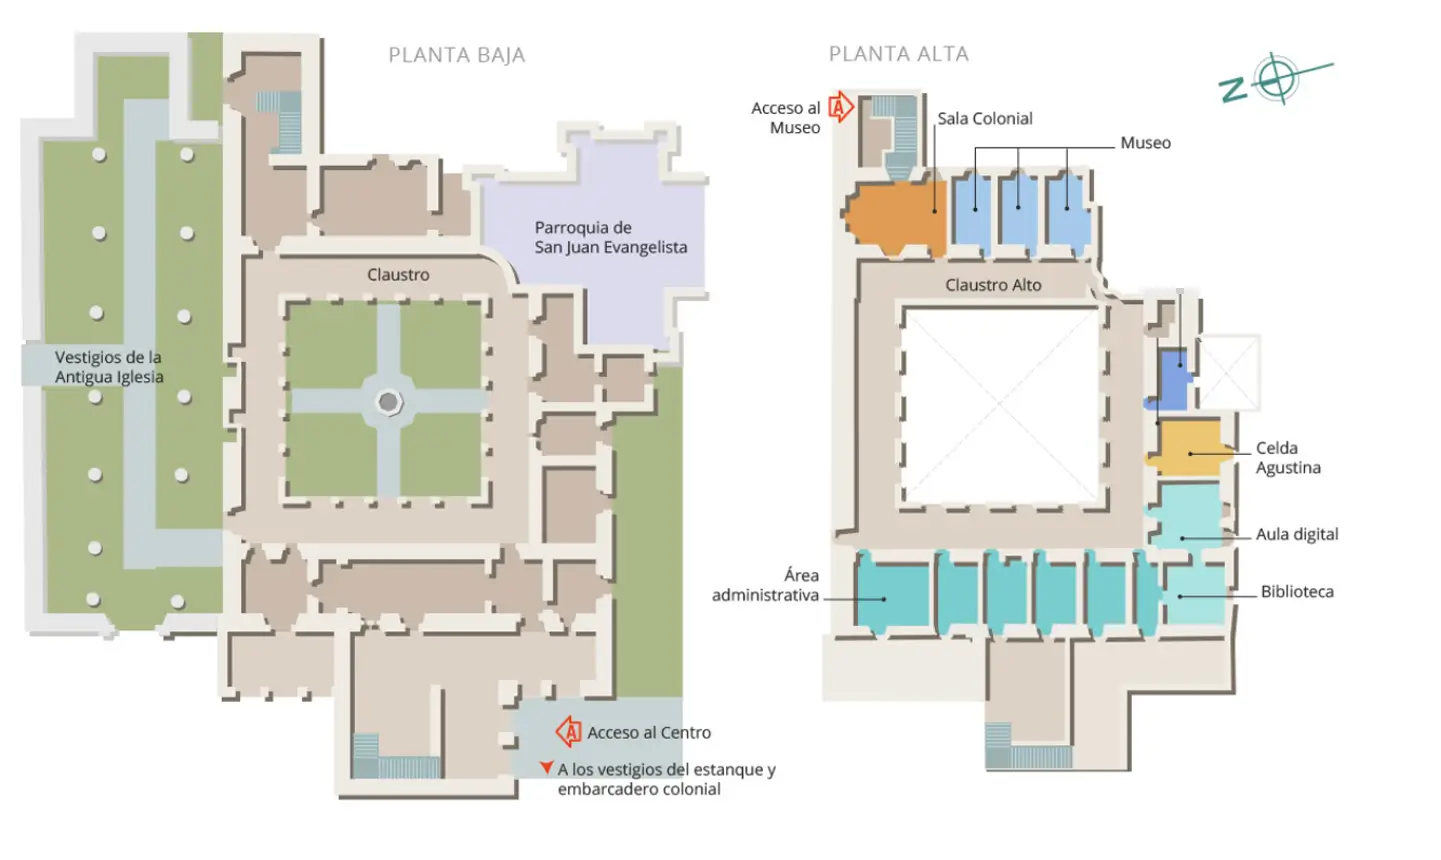 PLANTA BAJA
PLANTA ALTA
N
Acceso al
Museo
A
Sala Colonial
Museo
Parroquia de
San Juan Evangelista
Claustro
Claustro Alto
Vestigios de la
Antigua Iglesia
Celda
Agustina
Aula digital
Área
administrativa
Biblioteca
A
Acceso al Centro
A los vestigios del estanque y
embarcadero colonial